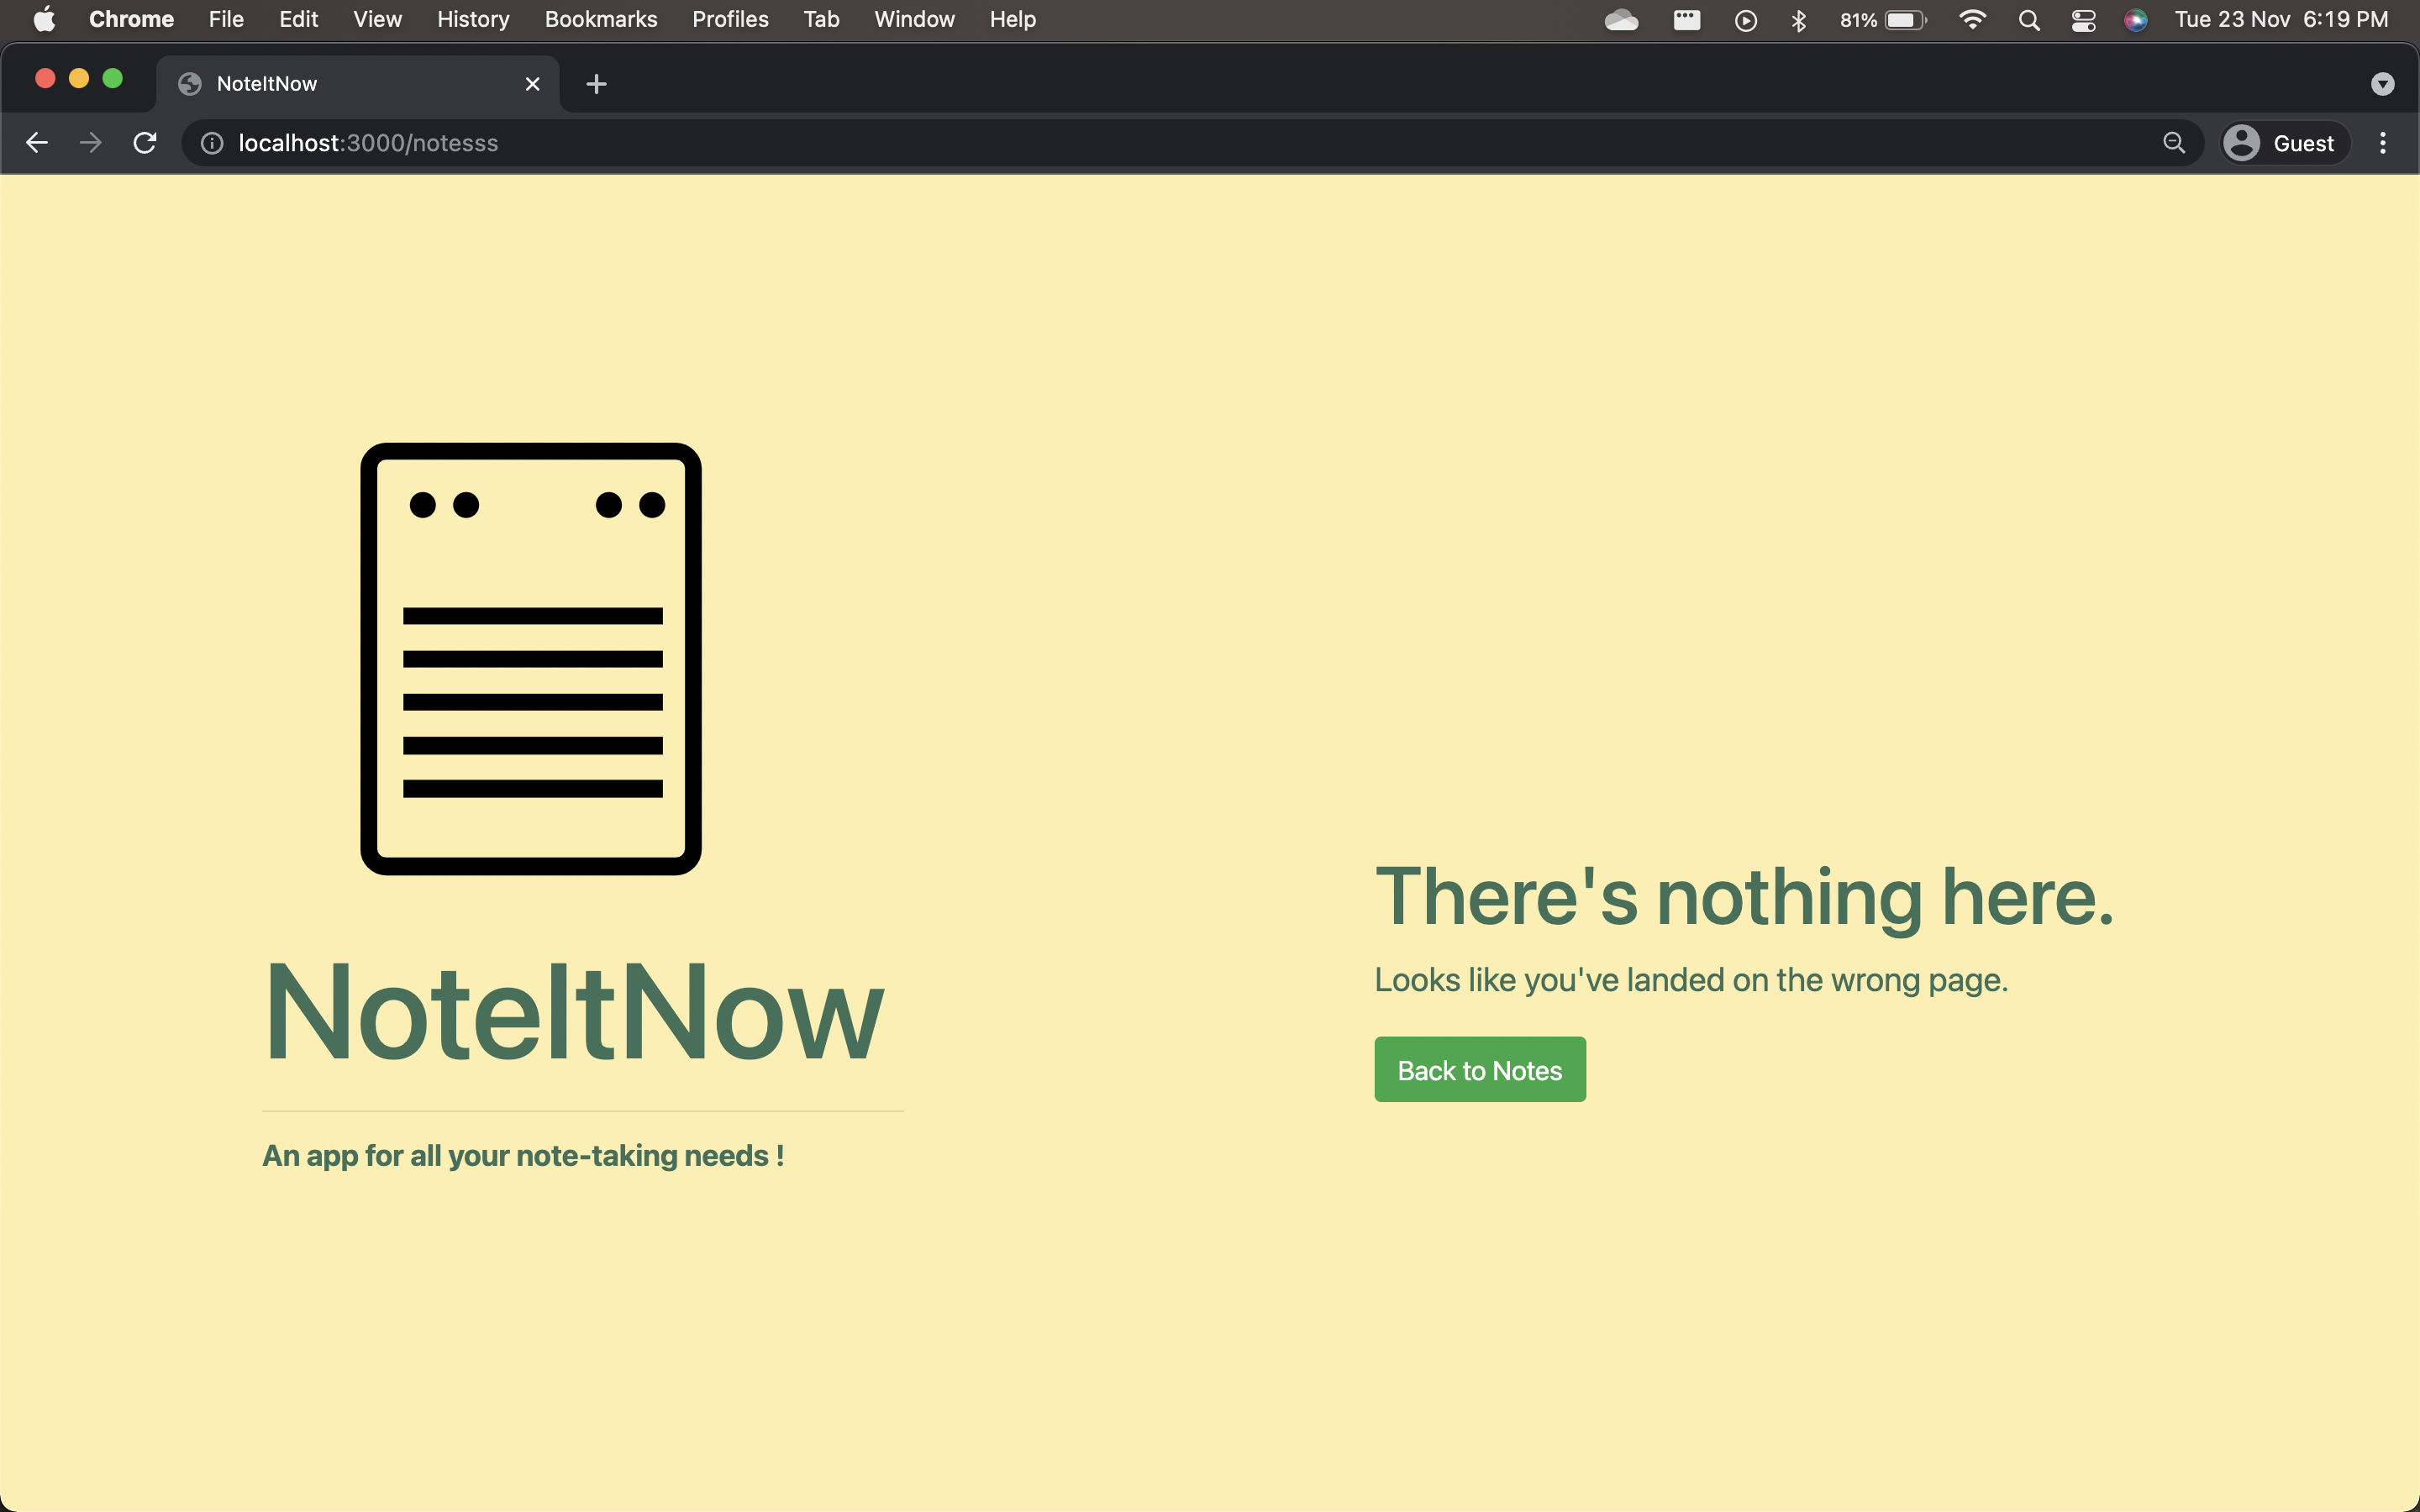 Chrome File Edit View History Bookmarks Profiles Tab Window Help 81% Tue 23 Nov 6:19 PM
NoteItNow
localhost:3000/notesss Guest
There's nothing here.
Looks like you've landed on the wrong page.
Back to Notes
NoteItNow
An app for all your note-taking needs !